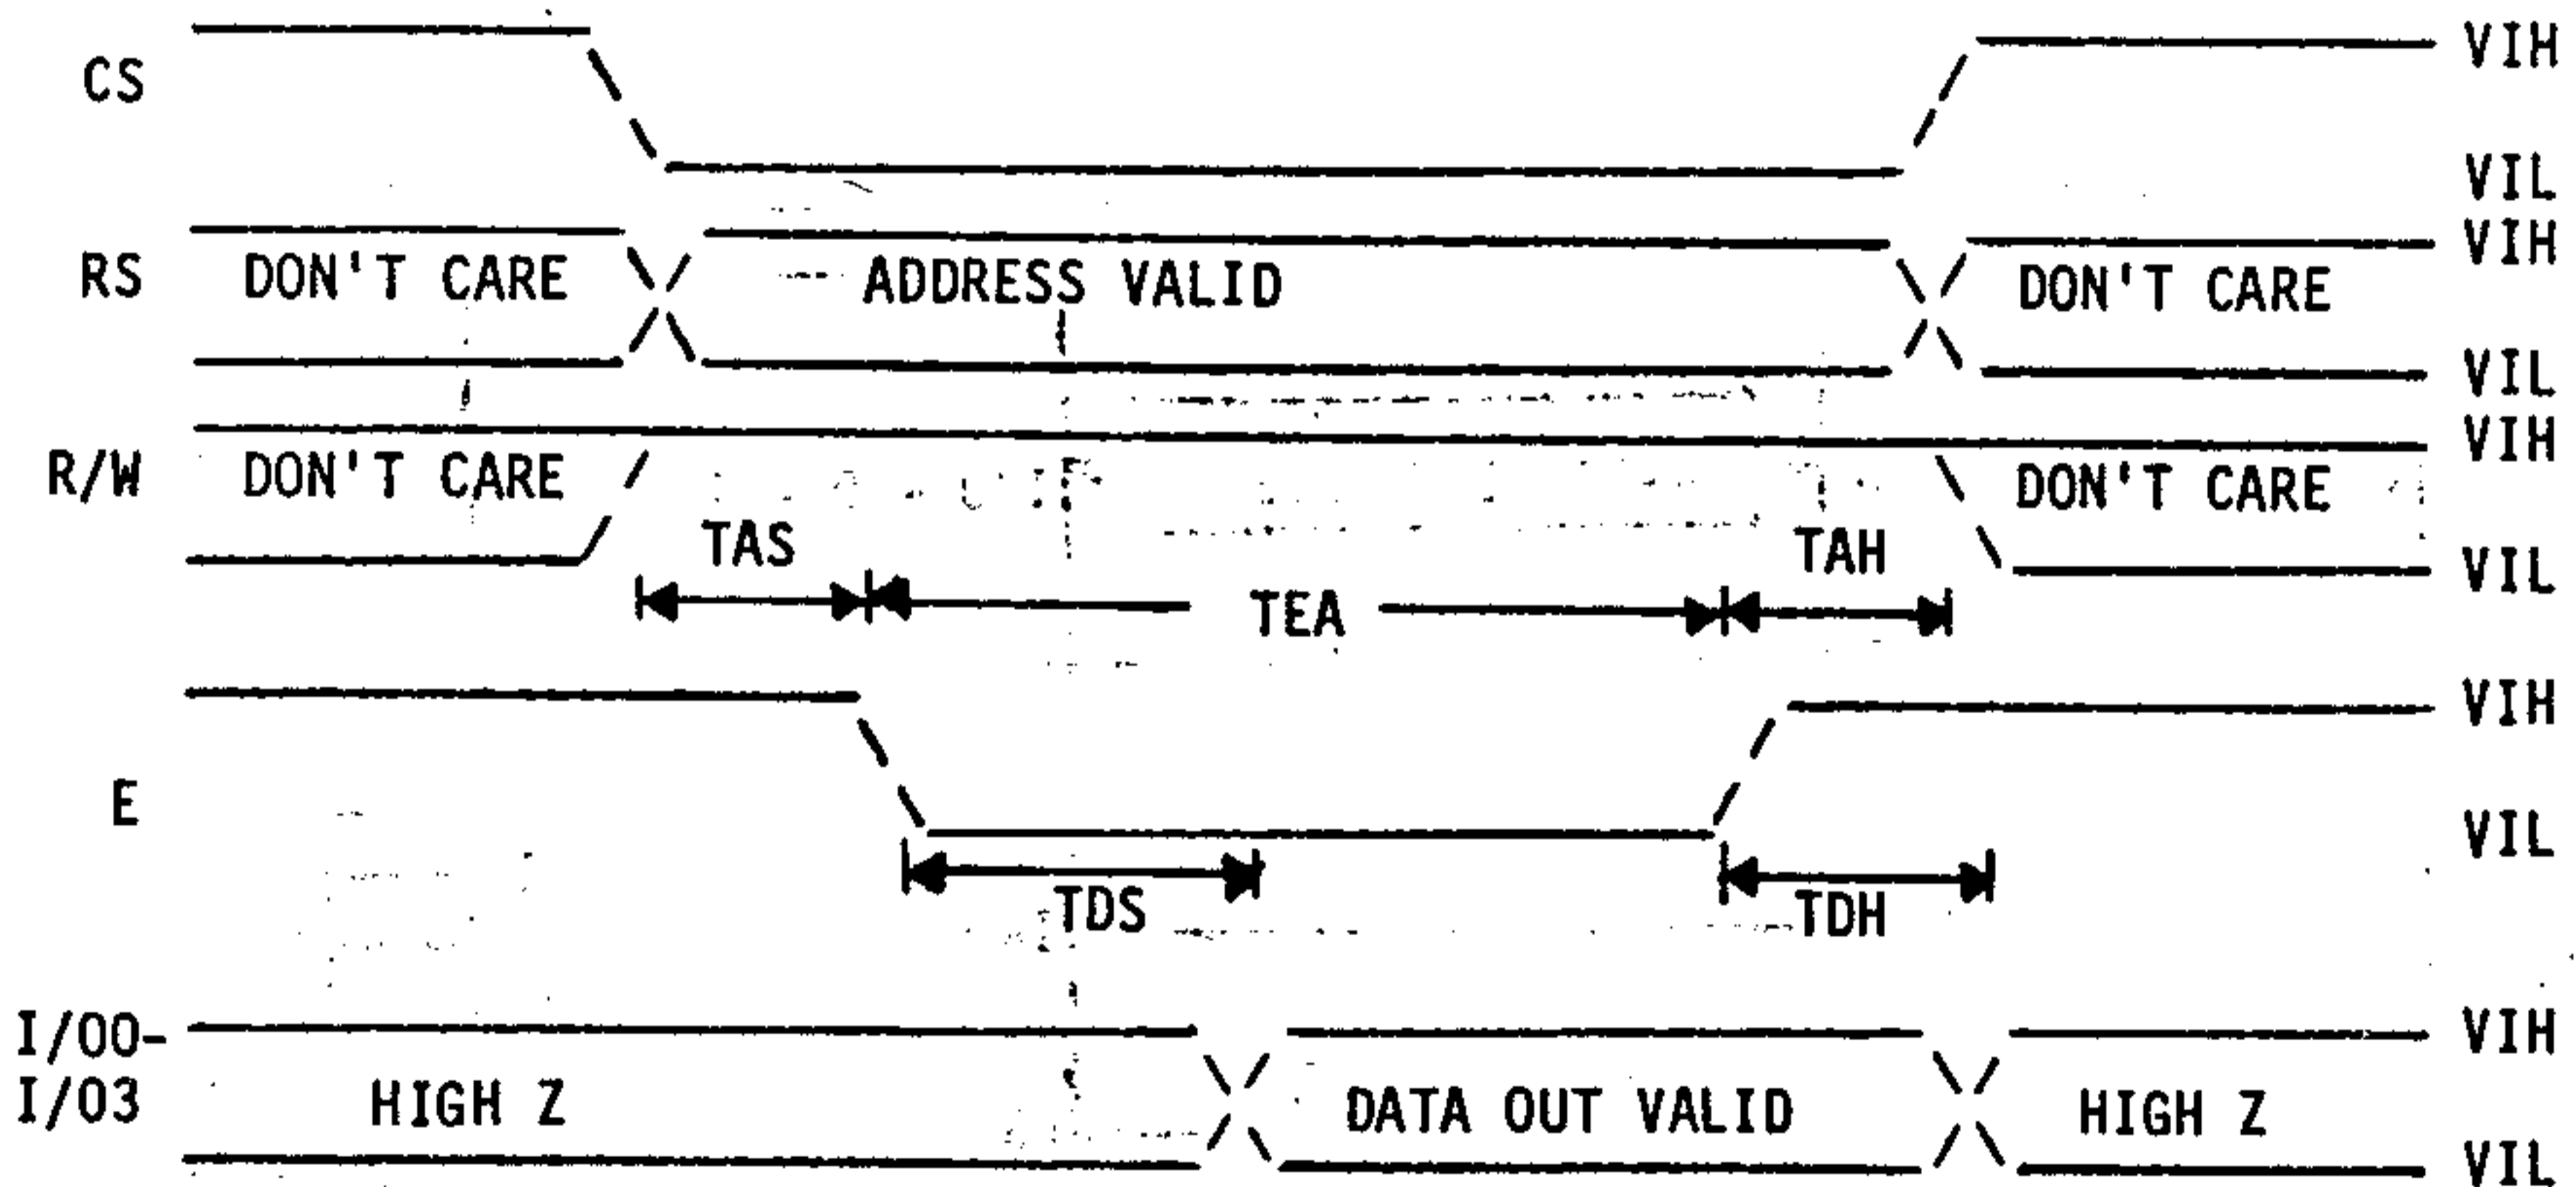 CS VIH
VIL
RS DON'T CARE ADDRESS VALID DON'T CARE VIH
VIL
R/W DON'T CARE DON'T CARE VIH
TAS TEA TAH VIL
E VIH
VIL
TDS TDH
I/O0- VIH
I/O3 HIGH Z DATA OUT VALID HIGH Z
VIL